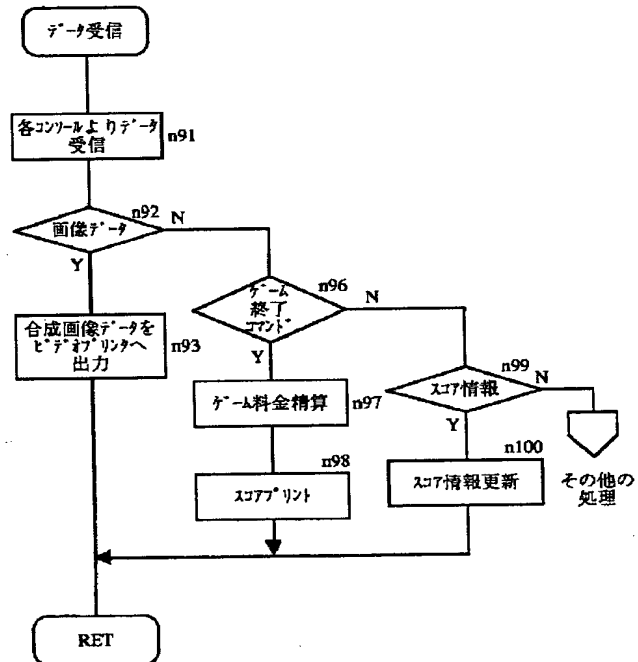 データ受信
各コンソールよりデータ
受信
n91
n92
画像データ
N
Y
合成画像データを
ビデオプリンタへ
出力
n93
n96
ゲーム
終了
コマンド
N
Y
ゲーム料金精算
n97
n98
スコアプリント
n99
スコア情報
N
Y
n100
スコア情報更新
その他の
処理
RET